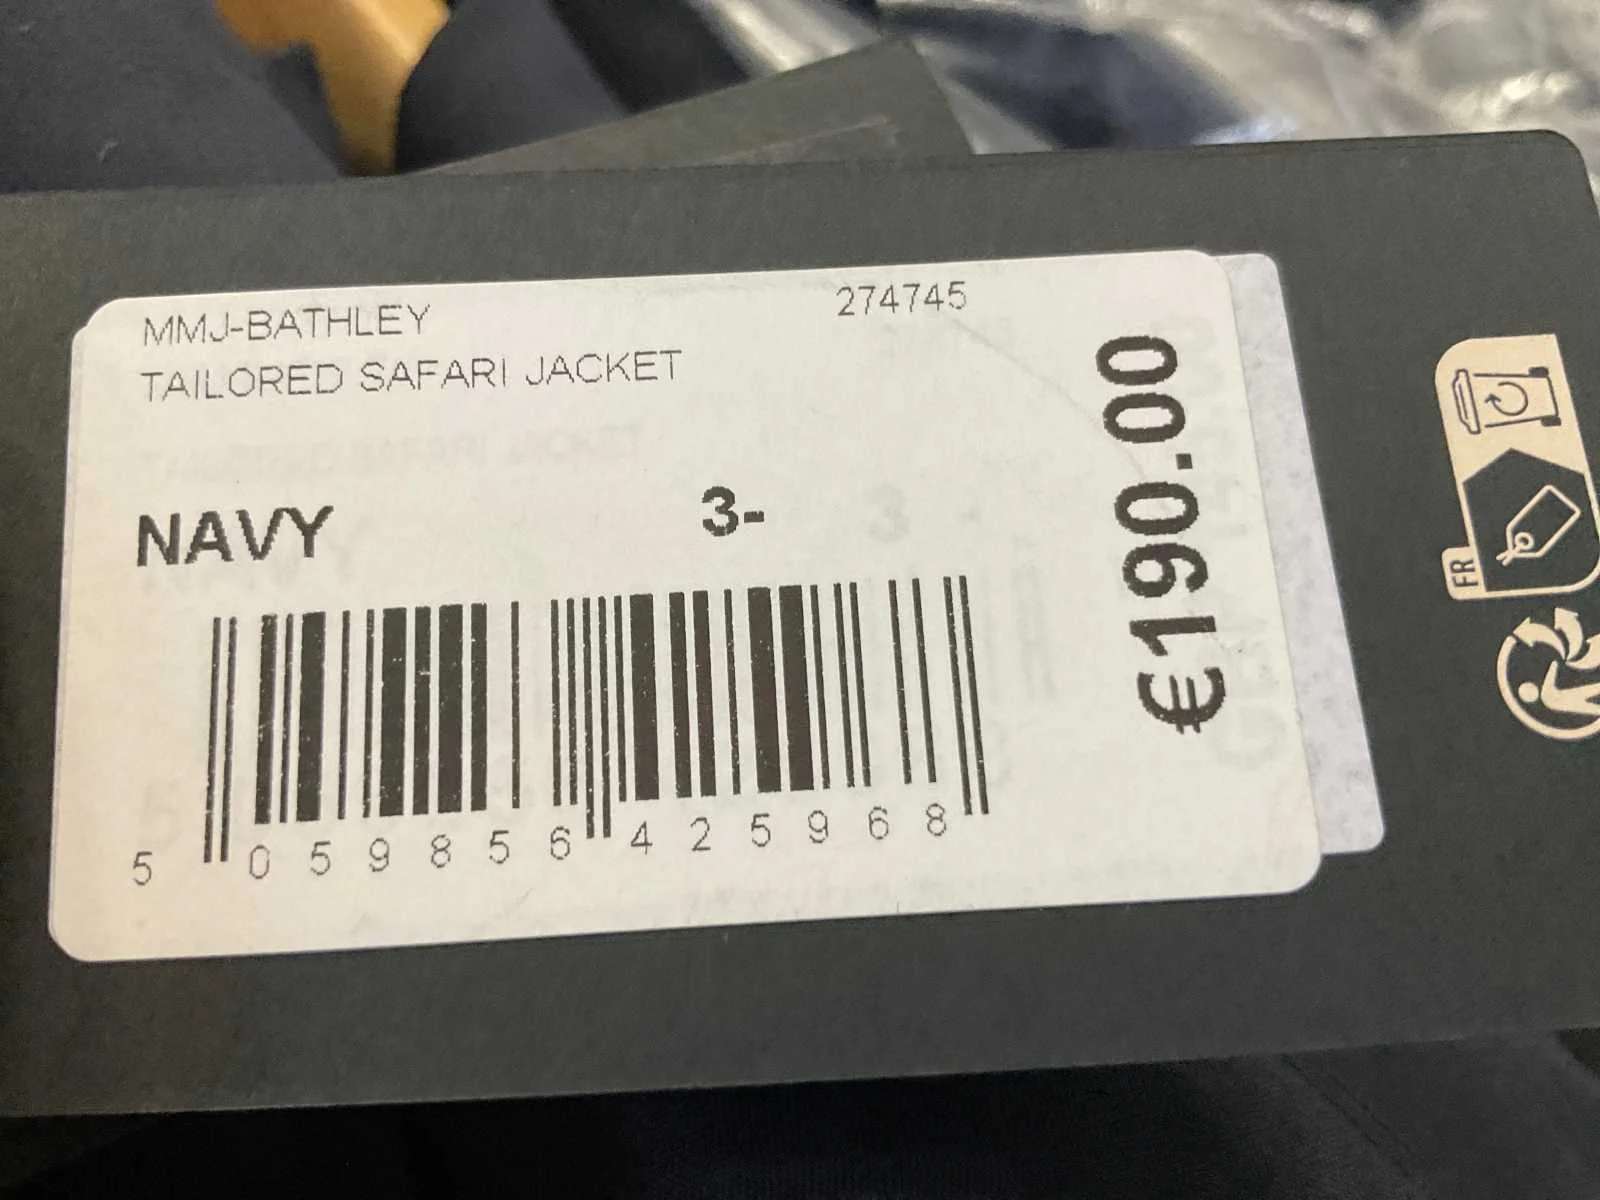 MMJ-BATHLEY
274745
TAILORED SAFARI JACKET
NAVY
3-
€190.00
5 059856 425968
FR